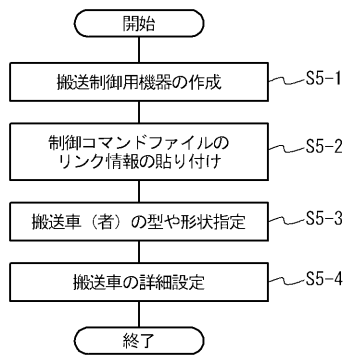 開始
搬送制御用機器の作成
S5-1
制御コマンドファイルの
リンク情報の貼り付け
S5-2
搬送車（者）の型や形状指定
S5-3
搬送車の詳細設定
S5-4
終了